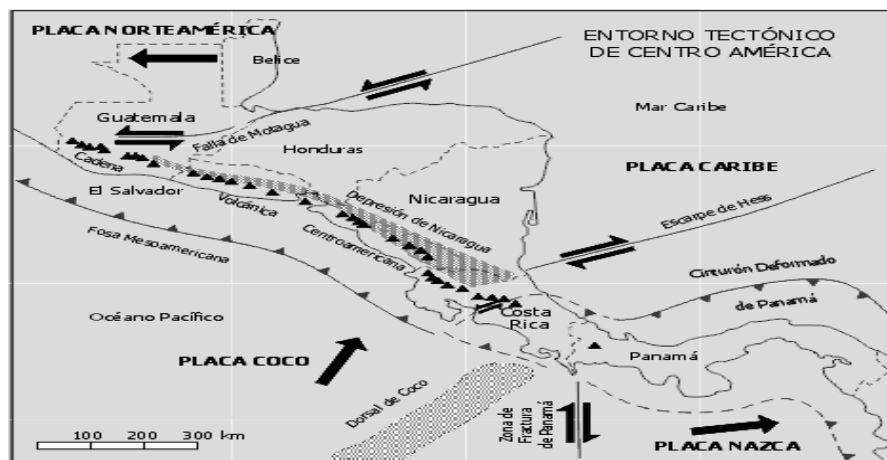 PLACA NORTEAMÉRICA
ENTORNO TECTÓNICO
DE CENTRO AMÉRICA
Belice
Mar Caribe
Guatemala
Falla de Motagua
Honduras
PLACA CARIBE
Cadena
El Salvador
Volcánica
Nicaragua
Depresión de Nicaragua
Escarpe de Hess
Fosa Mesoamericana
Centroamericana
Cinturón Deformado
de Panamá
Océano Pacífico
Costa
Rica
PLACA COCO
Panamá
Dorsal de Coco
Zona de
Fractura
de Panamá
100 200 300 km
PLACA NAZCA